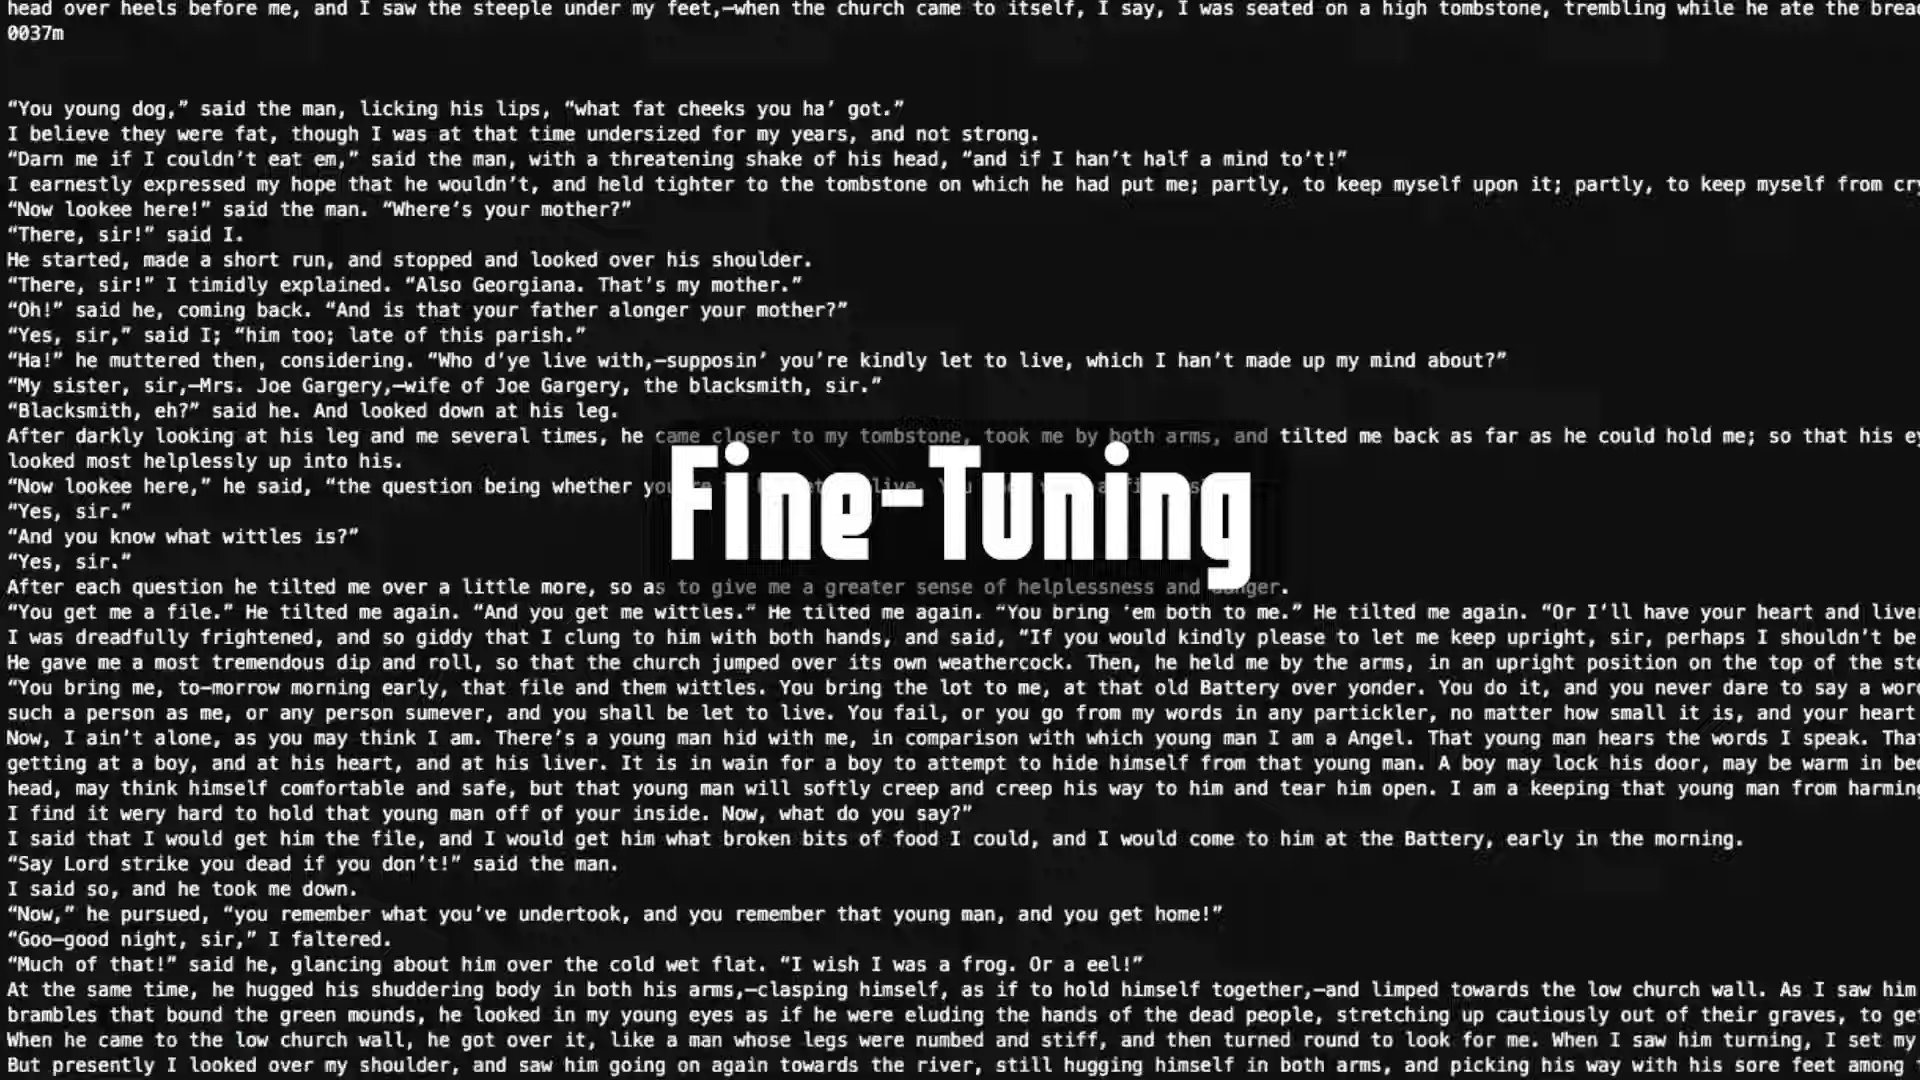 head over heels before me, and I saw the steeple under my feet,—when the church came to itself, I say, I was seated on a high tombstone, trembling while he ate the brea
0037m
“You young dog,” said the man, licking his lips, “what fat cheeks you ha’ got.”
I believe they were fat, though I was at that time undersized for my years, and not strong.
“Darn me if I couldn’t eat em,” said the man, with a threatening shake of his head, “and if I han’t half a mind to’t!”
I earnestly expressed my hope that he wouldn’t, and held tighter to the tombstone on which he had put me; partly, to keep myself upon it; partly, to keep myself from cry
“Now lookee here!” said the man. “Where’s your mother?”
“There, sir!” said I.
He started, made a short run, and stopped and looked over his shoulder.
“There, sir!” I timidly explained. “Also Georgiana. That’s my mother.”
“Oh!” said he, coming back. “And is that your father alonger your mother?”
“Yes, sir,” said I; “him too; late of this parish.”
“Ha!” he muttered then, considering. “Who d’ye live with,—supposin’ you’re kindly let to live, which I han’t made up my mind about?”
“My sister, sir,—Mrs. Joe Gargery,—wife of Joe Gargery, the blacksmith, sir.”
“Blacksmith, eh?” said he. And looked down at his leg.
After darkly looking at his leg and me several times, he came closer to my tombstone, took me by both arms, and tilted me back as far as he could hold me; so that his ey
looked most helplessly up into his.
“Now lookee here,” he said, “the question being whether live.
Fine-Tuning
“Yes, sir.”
“And you know what wittles is?”
“Yes, sir.”
After each question he tilted me over a little more, so as to give me a greater sense of helplessness and danger.
“You get me a file.” He tilted me again. “And you get me wittles.” He tilted me again. “You bring ’em both to me.” He tilted me again. “Or I’ll have your heart and liver
I was dreadfully frightened, and so giddy that I clung to him with both hands, and said, “If you would kindly please to let me keep upright, sir, perhaps I shouldn’t be
He gave me a most tremendous dip and roll, so that the church jumped over its own weathercock. Then, he held me by the arms, in an upright position on the top of the sto
“You bring me, to—morrow morning early, that file and them wittles. You bring the lot to me, at that old Battery over yonder. You do it, and you never dare to say a word
such a person as me, or any person sumever, and you shall be let to live. You fail, or you go from my words in any partickler, no matter how small it is, and your heart
Now, I ain’t alone, as you may think I am. There’s a young man hid with me, in comparison with which young man I am a Angel. That young man hears the words I speak. Tha
getting at a boy, and at his heart, and at his liver. It is in wain for a boy to attempt to hide himself from that young man. A boy may lock his door, may be warm in bed
head, may think himself comfortable and safe, but that young man will softly creep and creep his way to him and tear him open. I am a keeping that young man from harming
I find it wery hard to hold that young man off of your inside. Now, what do you say?”
I said that I would get him the file, and I would get him what broken bits of food I could, and I would come to him at the Battery, early in the morning.
“Say Lord strike you dead if you don’t!” said the man.
I said so, and he took me down.
“Now,” he pursued, “you remember what you’ve undertook, and you remember that young man, and you get home!”
“Goo—good night, sir,” I faltered.
“Much of that!” said he, glancing about him over the cold wet flat. “I wish I was a frog. Or a eel!”
At the same time, he hugged his shuddering body in both his arms,—clasping himself, as if to hold himself together,—and limped towards the low church wall. As I saw him
brambles that bound the green mounds, he looked in my young eyes as if he were eluding the hands of the dead people, stretching up cautiously out of their graves, to ge
When he came to the low church wall, he got over it, like a man whose legs were numbed and stiff, and then turned round to look for me. When I saw him turning, I set my
But presently I looked over my shoulder, and saw him going on again towards the river, still hugging himself in both arms, and picking his way with his sore feet among